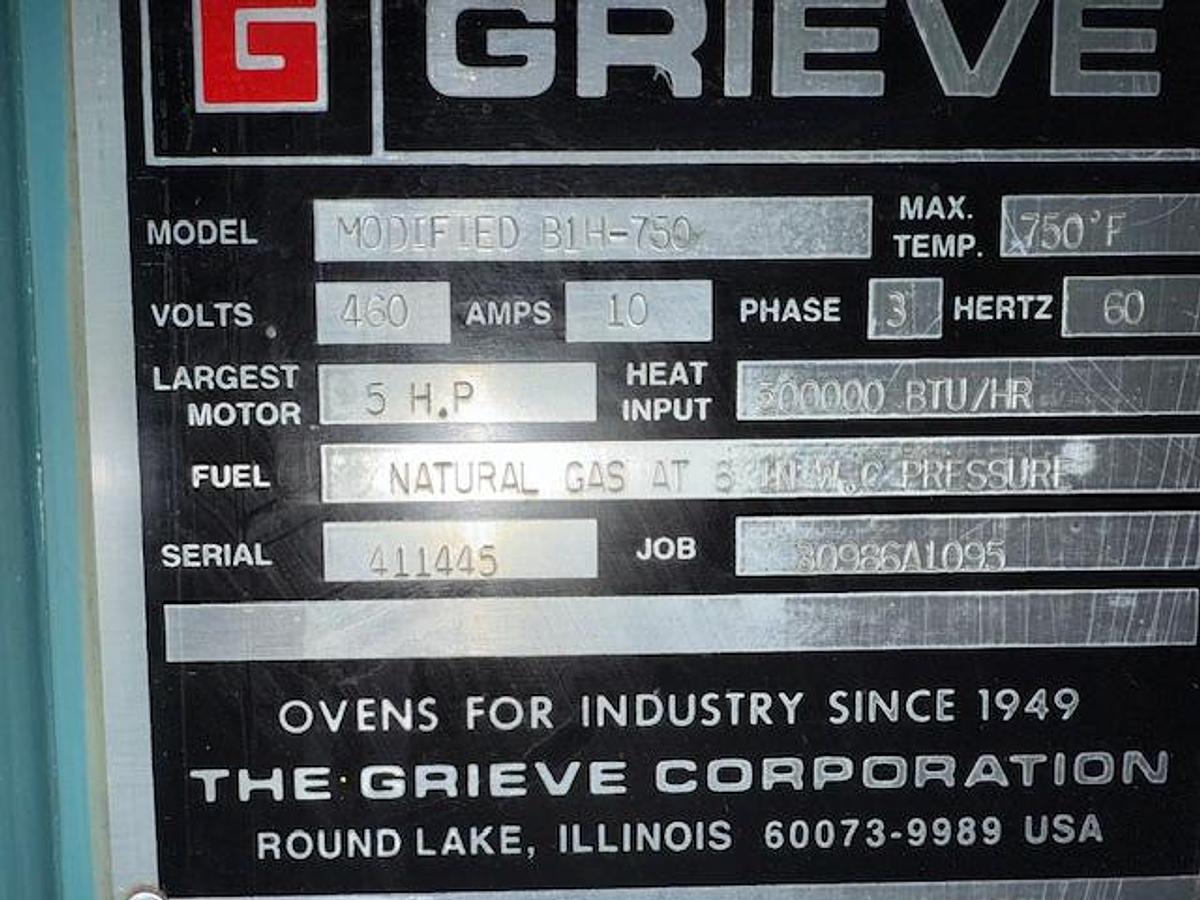 G GRIEVE
MODEL MODIFIED B1H-750 MAX. TEMP. 750°F
VOLTS 460 AMPS 10 PHASE 3 HERTZ 60
LARGEST MOTOR 5 H.P HEAT INPUT BTU/HR
FUEL NATURAL GAS AT IN W.C PRESSURE
SERIAL 411445 JOB
OVENS FOR INDUSTRY SINCE 1949
THE GRIEVE CORPORATION
ROUND LAKE, ILLINOIS 60073-9989 USA